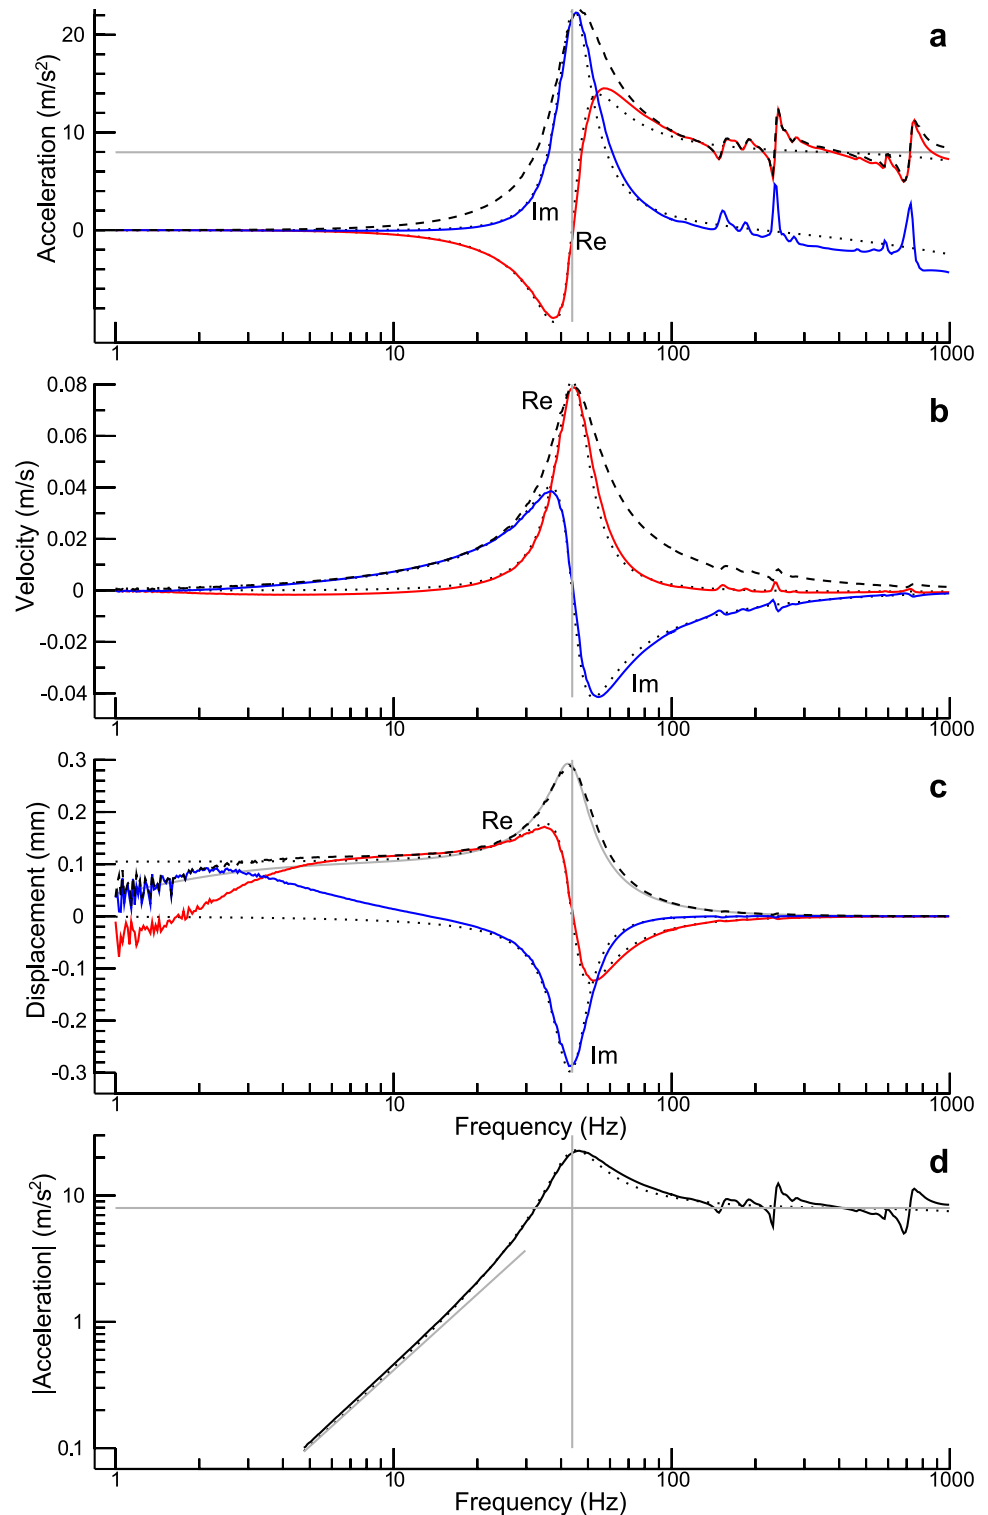 a
Acceleration (m/s²)
20
10
0
Im
Re
1
10
100
1000
b
Velocity (m/s)
0.08
0.06
0.04
0.02
0
-0.02
-0.04
Re
Im
1
10
100
1000
c
Displacement (mm)
0.3
0.2
0.1
0
-0.1
-0.2
-0.3
Re
Im
1
10
100
1000
Frequency (Hz)
d
|Acceleration| (m/s²)
10
1
0.1
1
10
100
1000
Frequency (Hz)